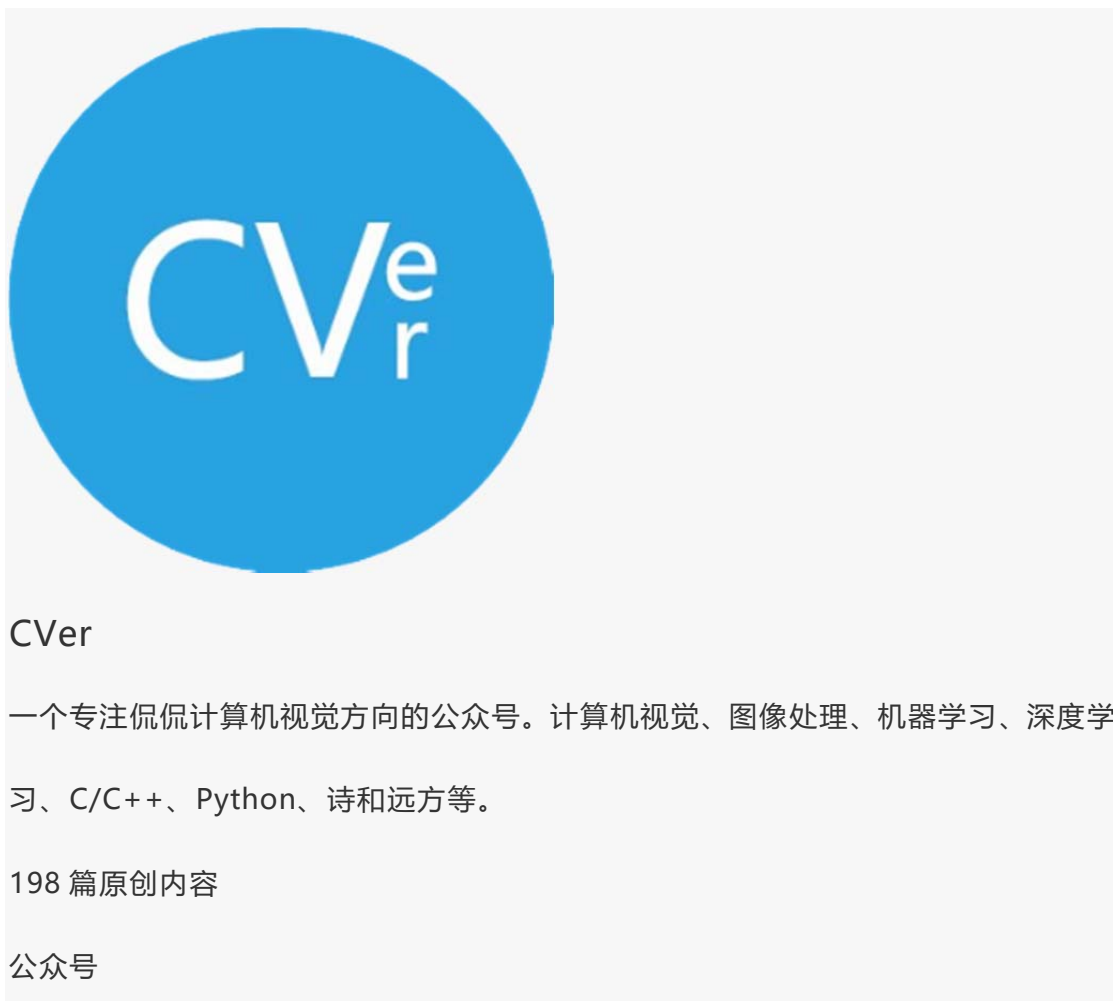 CVer
CVer
一个专注侃侃计算机视觉方向的公众号。计算机视觉、图像处理、机器学习、深度学
习、C/C++、Python、诗和远方等。
198 篇原创内容
公众号